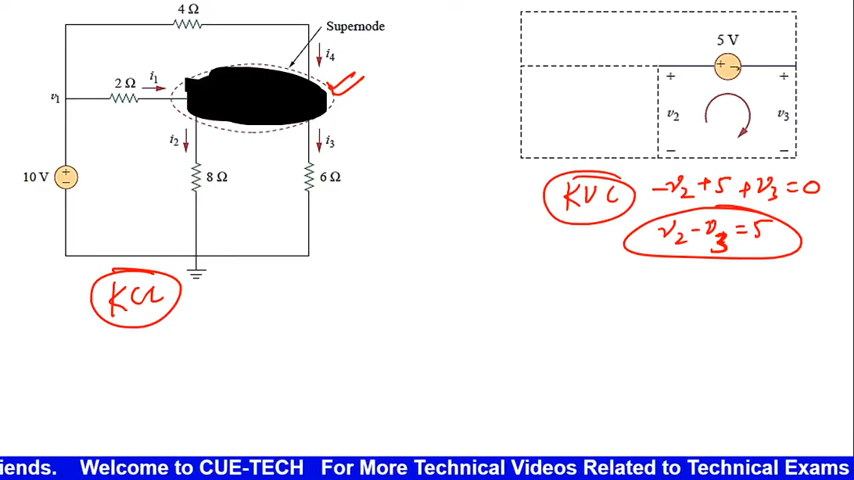 4 Ω
Supernode
i4
2 Ω
i1
v1
i2
i3
10 V
+
−
8 Ω
6 Ω
KCL
5 V
+ −
+
+
v2
v3
−
−
KVL
−v2 + 5 + v3 = 0
v2 − v3 = 5
iends. Welcome to CUE-TECH For More Technical Videos Related to Technical Exams